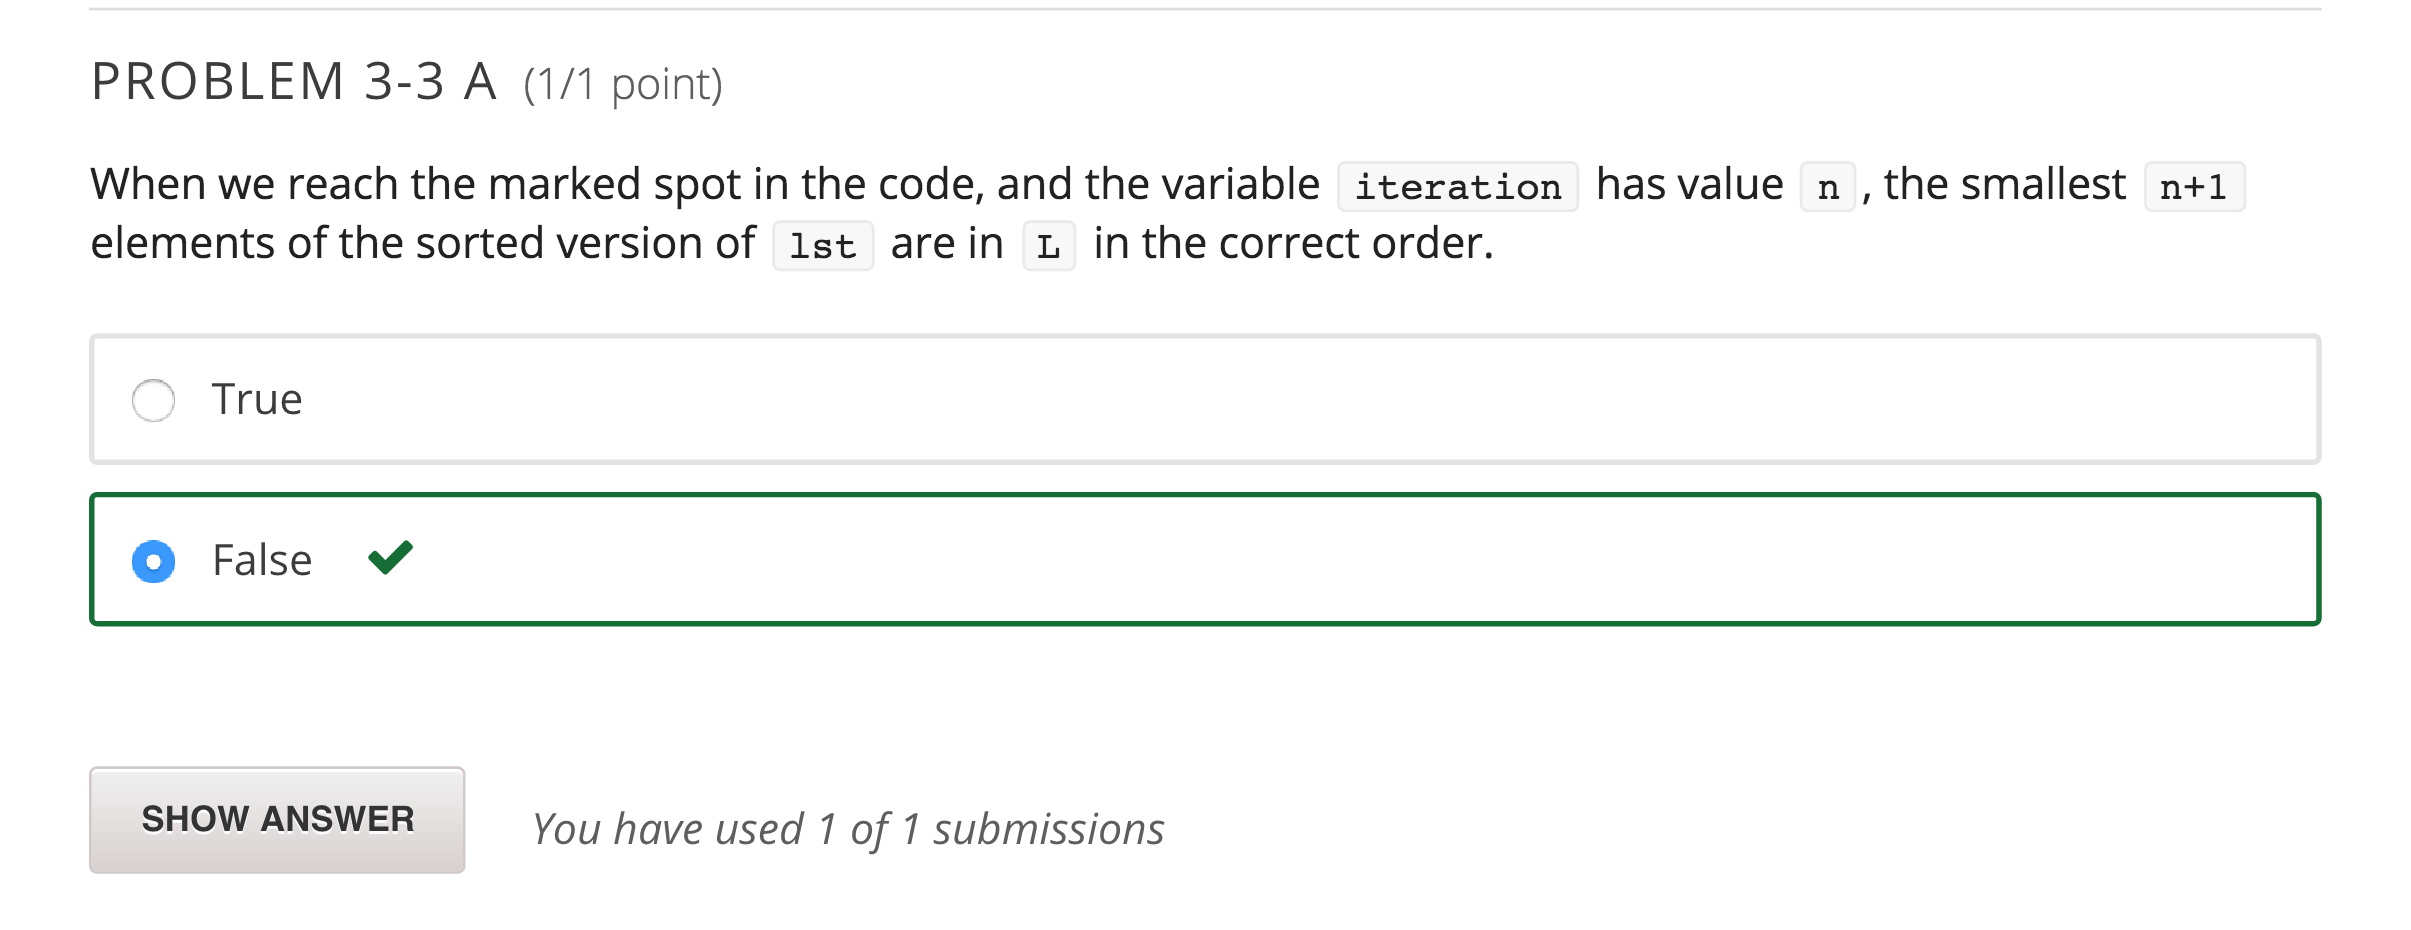 PROBLEM 3-3 A (1/1 point)
When we reach the marked spot in the code, and the variable iteration has value n , the smallest n+1
elements of the sorted version of lst are in L in the correct order.
True
False
SHOW ANSWER
You have used 1 of 1 submissions